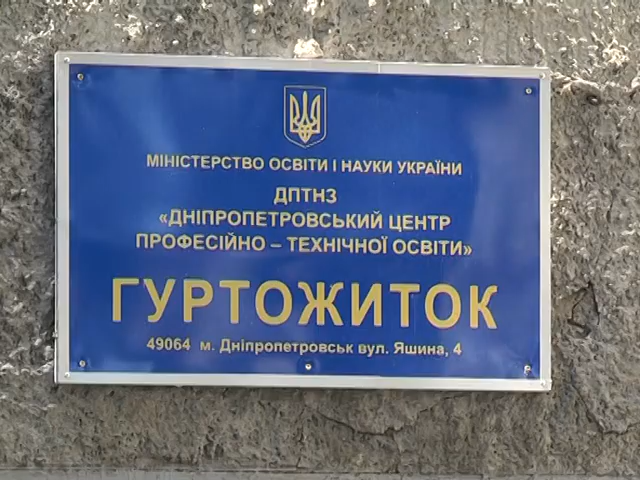 МІНІСТЕРСТВО ОСВІТИ І НАУКИ УКРАЇНИ
ДПТНЗ
«ДНІПРОПЕТРОВСЬКИЙ ЦЕНТР
ПРОФЕСІЙНО – ТЕХНІЧНОЇ ОСВІТИ»
ГУРТОЖИТОК
49064 м. Дніпропетровськ вул. Яшина, 4